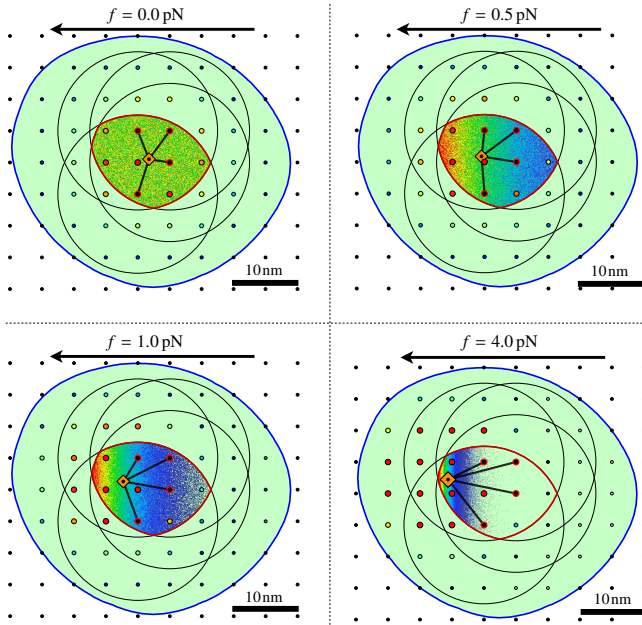 f = 0.0 pN
f = 0.5 pN
10nm
10nm
f = 1.0 pN
f = 4.0 pN
10nm
10nm